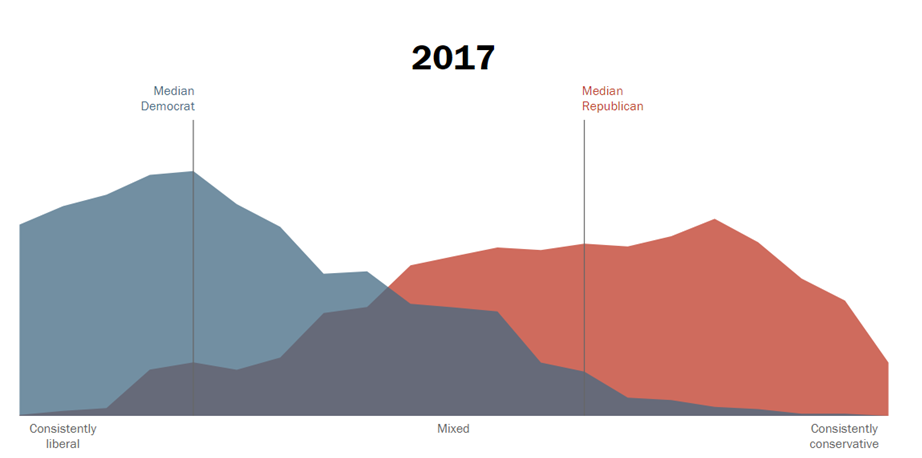 2017
Median
Democrat
Median
Republican
Consistently
liberal
Mixed
Consistently
conservative